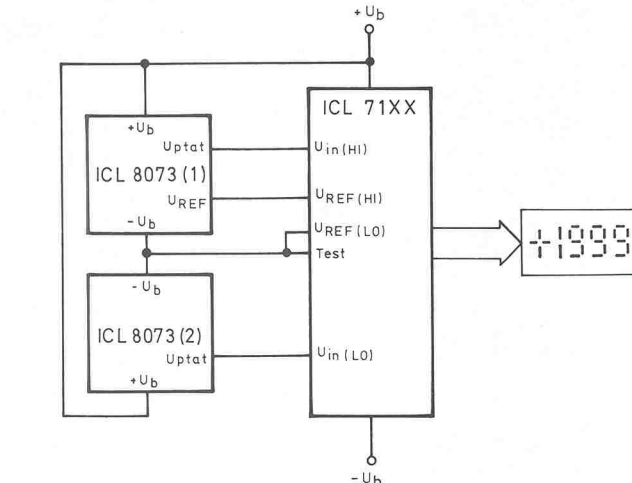 +Ub
ICL 71XX
+Ub
Uptat
Uin(HI)
ICL 8073(1)
UREF
UREF(HI)
-Ub
UREF(LO)
Test
+1999
-Ub
ICL 8073(2)
Uptat
Uin(LO)
+Ub
-Ub